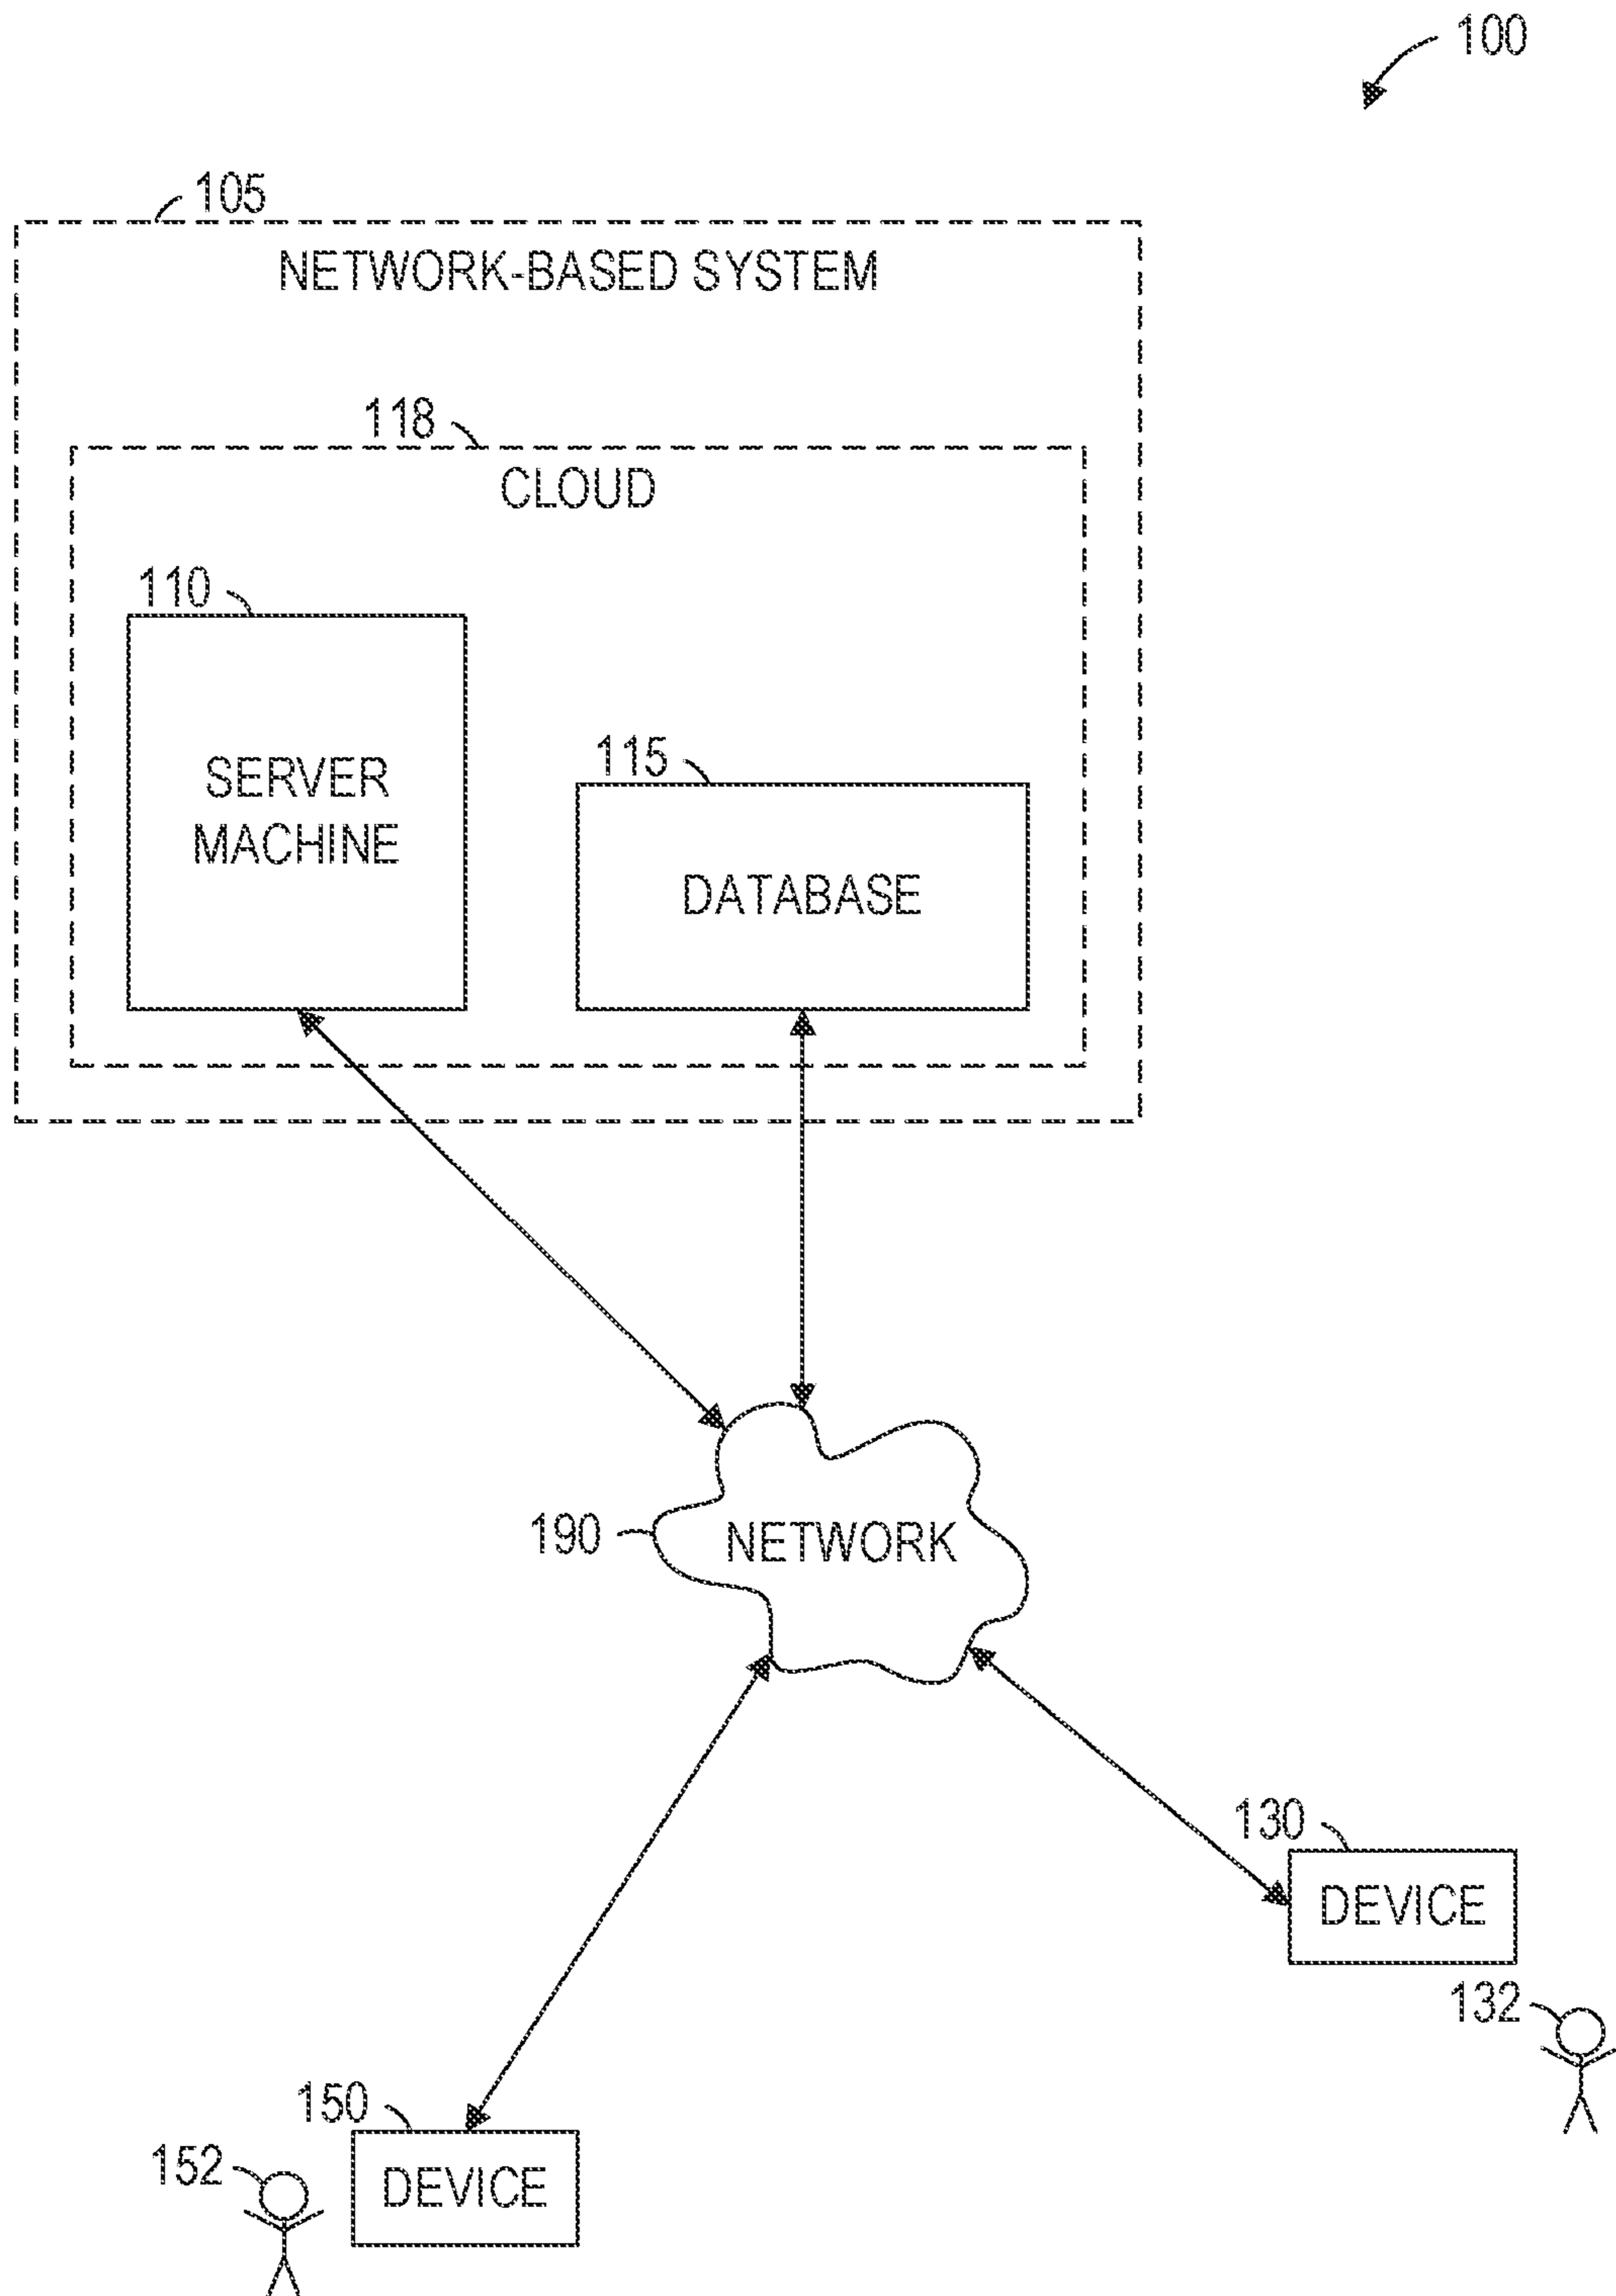 100
105
NETWORK-BASED SYSTEM
118
CLOUD
110
SERVER
MACHINE
115
DATABASE
190
NETWORK
130
DEVICE
132
150
DEVICE
152